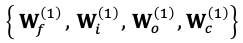 { W_f^{(1)}, W_i^{(1)}, W_o^{(1)}, W_c^{(1)} }